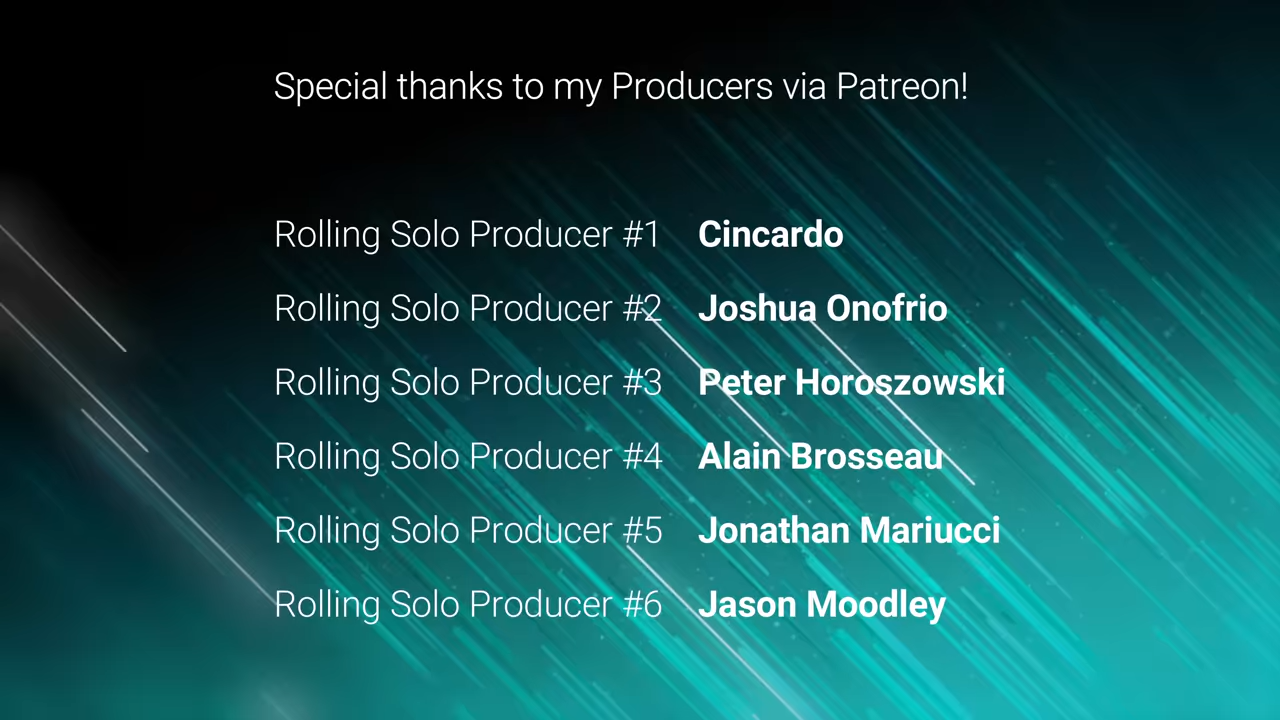 Special thanks to my Producers via Patreon!
Rolling Solo Producer #1 Cincardo
Rolling Solo Producer #2 Joshua Onofrio
Rolling Solo Producer #3 Peter Horoszowski
Rolling Solo Producer #4 Alain Brosseau
Rolling Solo Producer #5 Jonathan Mariucci
Rolling Solo Producer #6 Jason Moodley